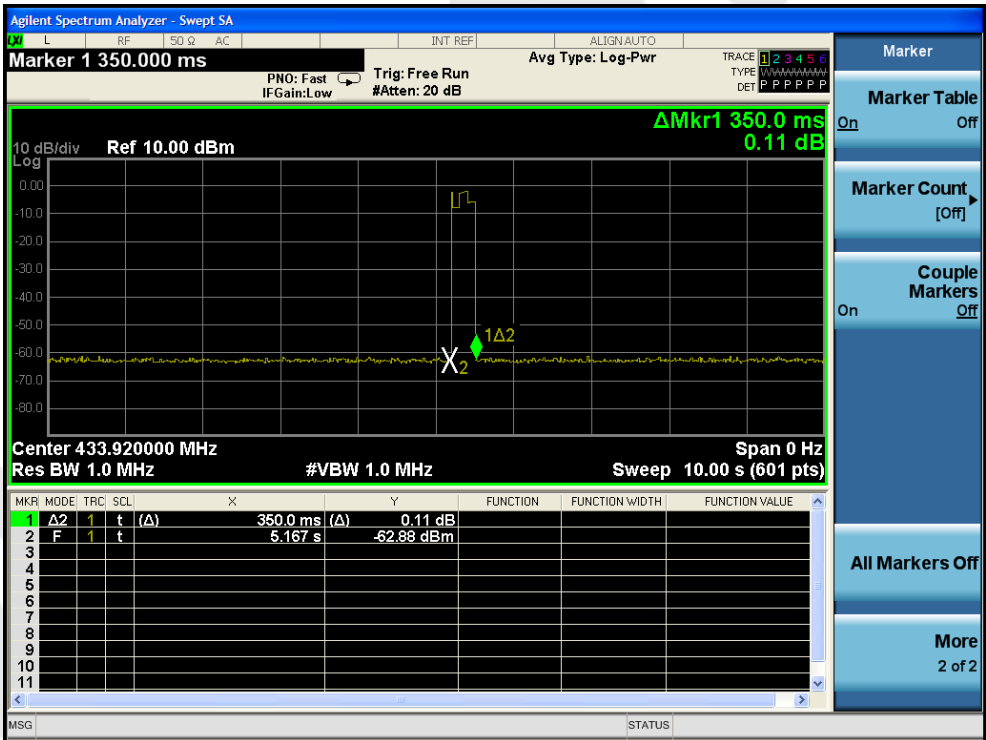 Agilent Spectrum Analyzer - Swept SA
LXI L RF 50 Ω AC INT REF ALIGN AUTO
Marker 1 350.000 ms
PNO: Fast
IFGain:Low
Trig: Free Run
#Atten: 20 dB
Avg Type: Log-Pwr
TRACE 1 2 3 4 5 6
TYPE WWWWWW
DET P P P P P P
ΔMkr1 350.0 ms
0.11 dB
10 dB/div Ref 10.00 dBm
Log
0.00
-10.0
-20.0
-30.0
-40.0
-50.0
-60.0
-70.0
-80.0
1Δ2
X2
Center 433.920000 MHz Span 0 Hz
Res BW 1.0 MHz #VBW 1.0 MHz Sweep 10.00 s (601 pts)
MKR MODE TRC SCL X Y FUNCTION FUNCTION WIDTH FUNCTION VALUE
1 Δ2 1 t (Δ) 350.0 ms (Δ) 0.11 dB
2 F 1 t 5.167 s -62.88 dBm
3
4
5
6
7
8
9
10
11
MSG STATUS
Marker
Marker Table
On Off
Marker Count
[Off]
Couple
Markers
On Off
All Markers Off
More
2 of 2